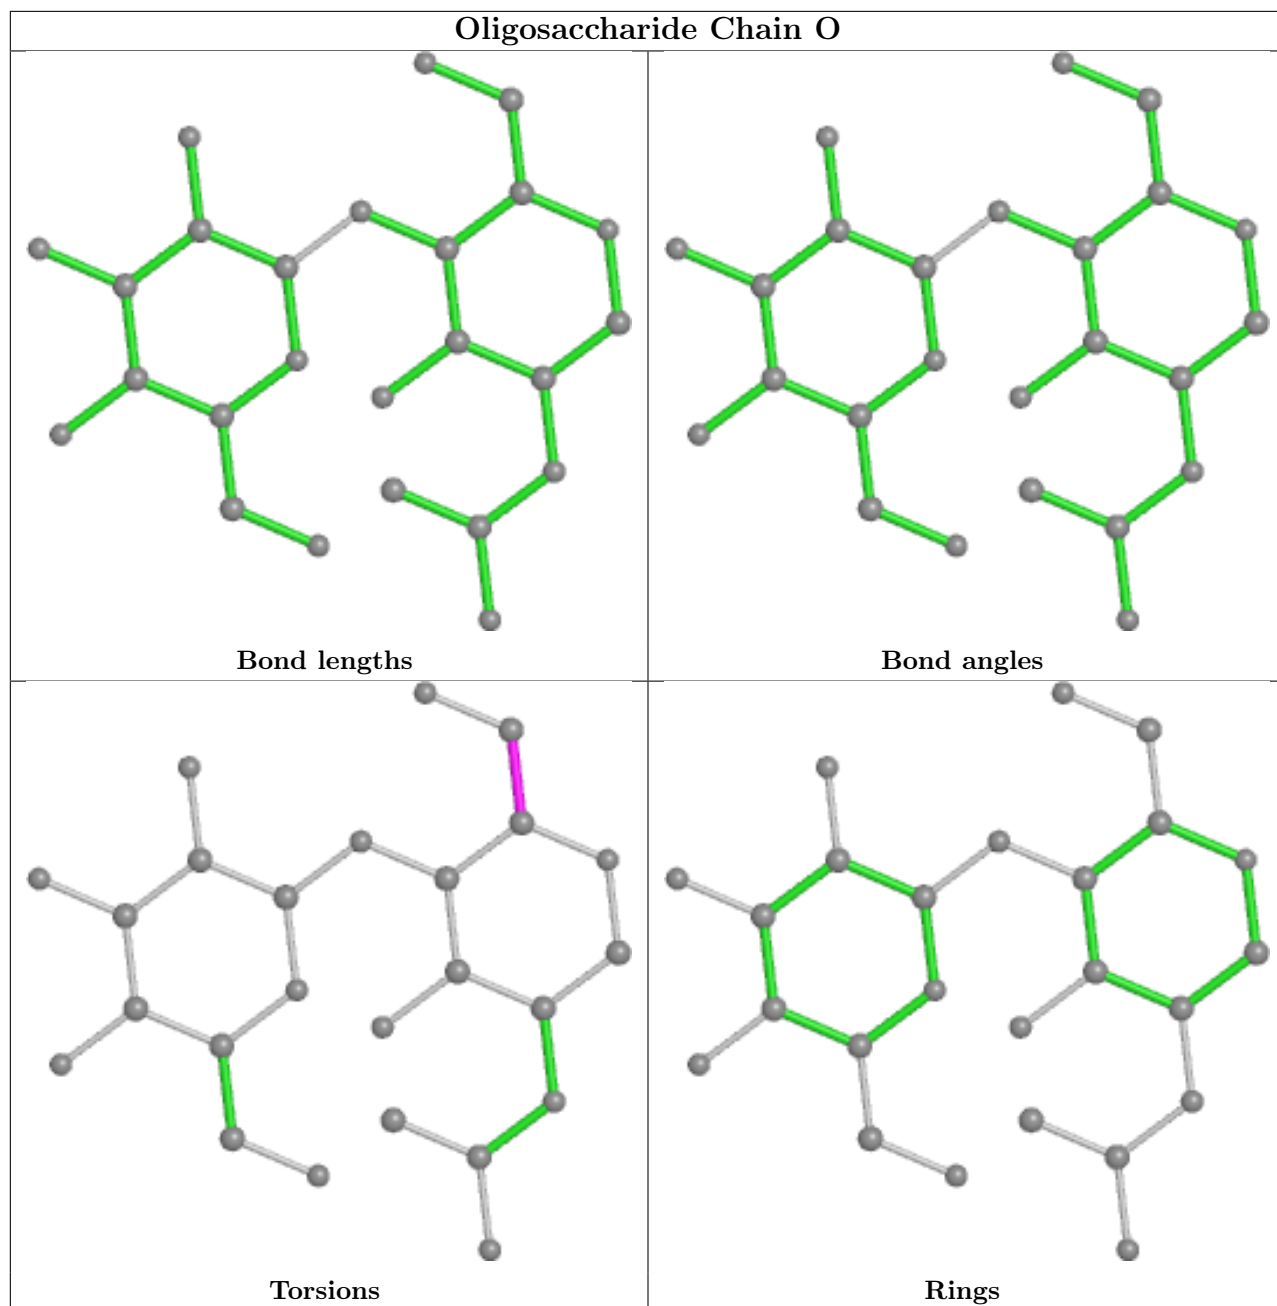 Oligosaccharide Chain O
Bond lengths
Bond angles
Torsions
Rings